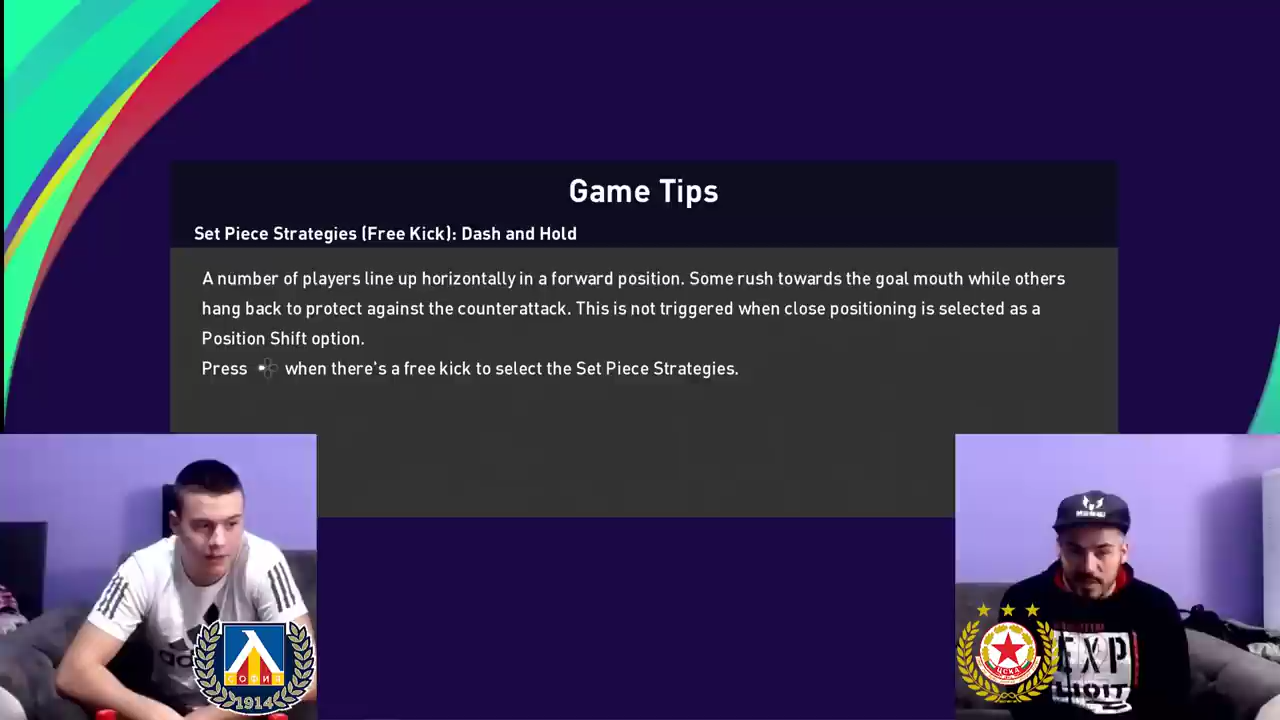 Game Tips
Set Piece Strategies (Free Kick): Dash and Hold
A number of players line up horizontally in a forward position. Some rush towards the goal mouth while others
hang back to protect against the counterattack. This is not triggered when close positioning is selected as a
Position Shift option.
Press when there's a free kick to select the Set Piece Strategies.
СОФИЯ
1914
ЦСКА
EXP